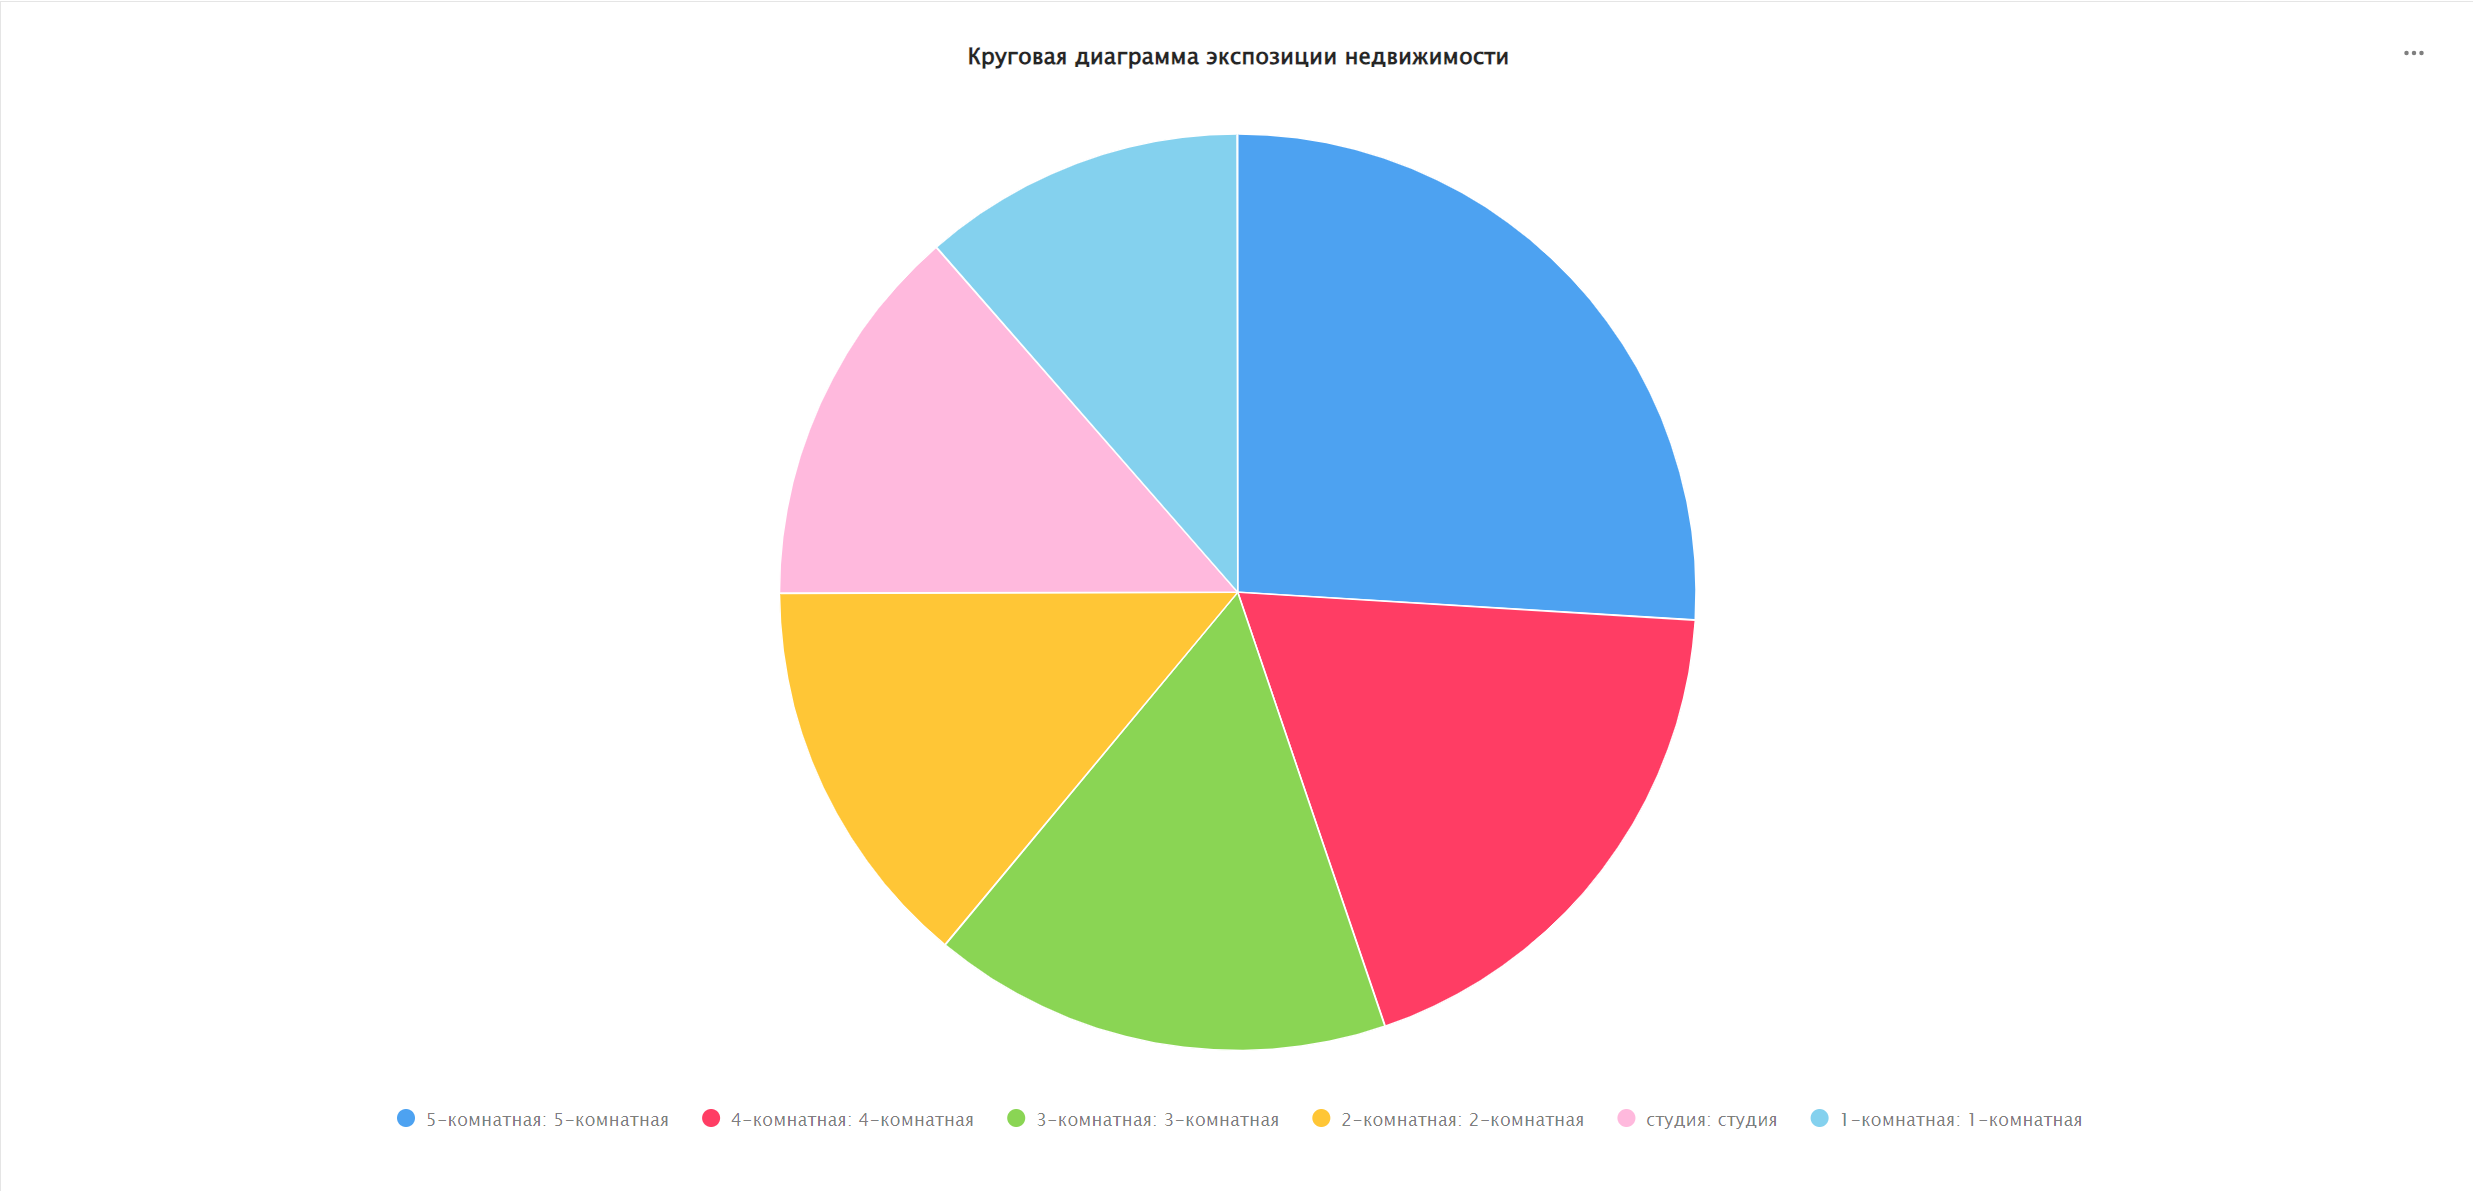 Круговая диаграмма экспозиции недвижимости
5-комнатная: 5-комнатная 4-комнатная: 4-комнатная 3-комнатная: 3-комнатная 2-комнатная: 2-комнатная студия: студия 1-комнатная: 1-комнатная